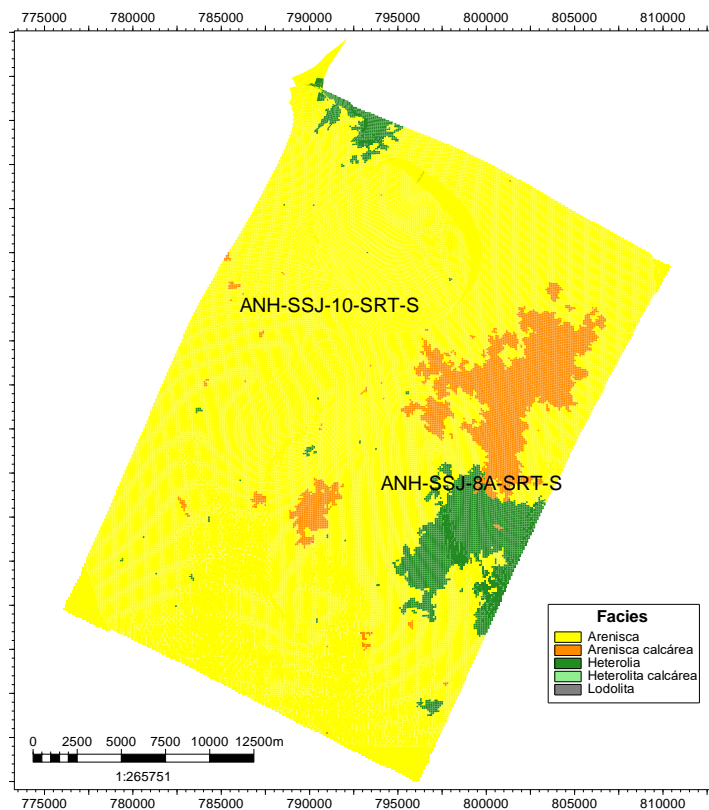 775000 780000 785000 790000 795000 800000 805000 810000
ANH-SSJ-10-SRT-S
ANH-SSJ-8A-SRT-S
Facies
Arenisca
Arenisca calcárea
Heterolia
Heterolita calcárea
Lodolita
0 2500 5000 7500 10000 12500m
1:265751
775000 780000 785000 790000 795000 800000 805000 810000